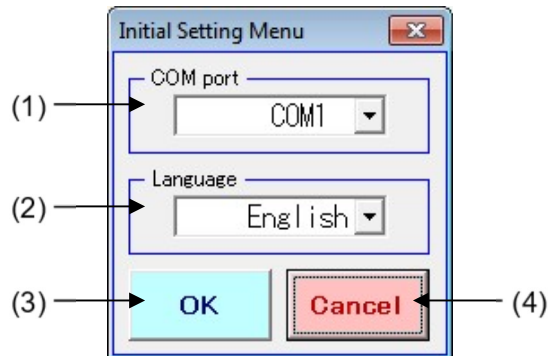 Initial Setting Menu
COM port
(1)
COM1
Language
(2)
English
(3)
OK
Cancel
(4)